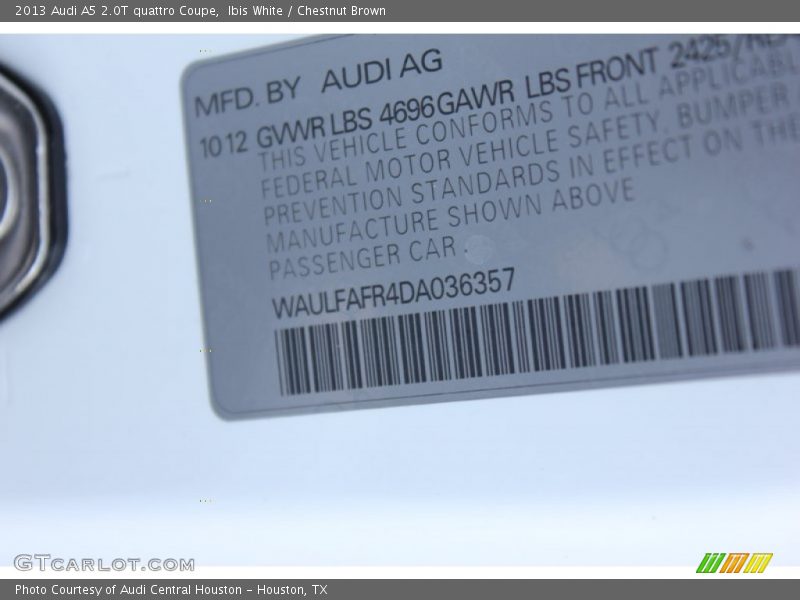 2013 Audi A5 2.0T quattro Coupe, Ibis White / Chestnut Brown
MFD. BY AUDI AG
10 12 GVWR LBS 4696 GAWR LBS FRONT 2425
THIS VEHICLE CONFORMS TO ALL
FEDERAL MOTOR VEHICLE SAFETY, BUMPER
PREVENTION STANDARDS IN EFFECT ON THE
MANUFACTURE SHOWN ABOVE
PASSENGER CAR
WAULFAFR4DA036357
GTCARLOT.COM
Photo Courtesy of Audi Central Houston - Houston, TX